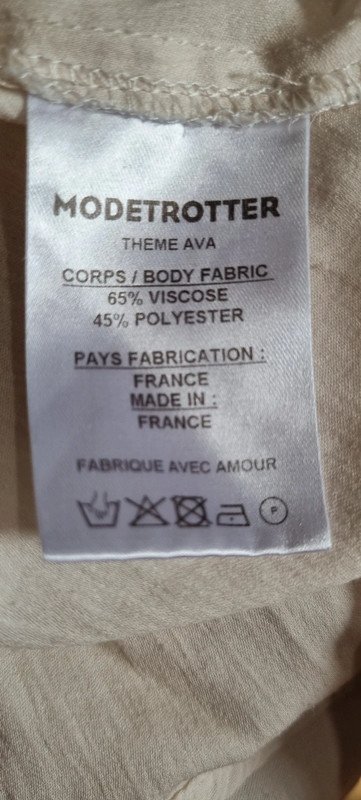 MODETROTTER
THEME AVA
CORPS / BODY FABRIC
65% VISCOSE
45% POLYESTER
PAYS FABRICATION :
FRANCE
MADE IN :
FRANCE
FABRIQUE AVEC AMOUR
P